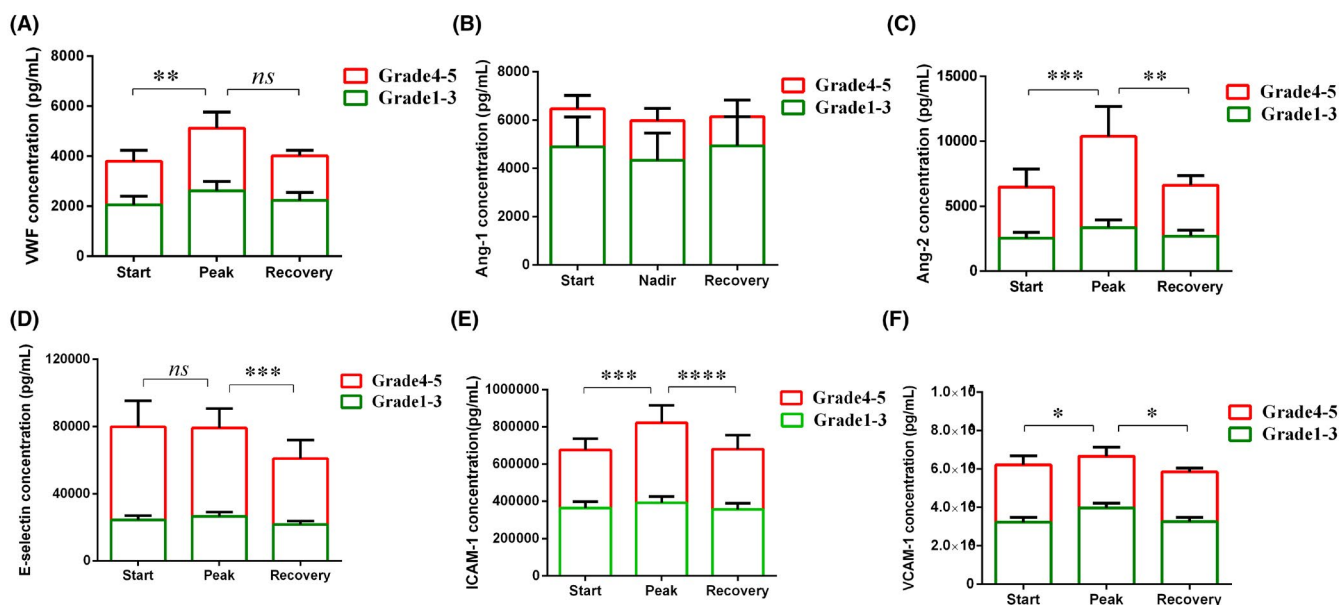 (A)
VWF concentration (pg/mL)
8000
6000
4000
2000
0
** ns
Grade4-5
Grade1-3
Start Peak Recovery
(B)
Ang-1 concentration (pg/mL)
8000
6000
4000
2000
0
Grade4-5
Grade1-3
Start Nadir Recovery
(C)
Ang-2 concentration (pg/mL)
15000
10000
5000
0
*** **
Grade4-5
Grade1-3
Start Peak Recovery
(D)
E-selectin concentration (pg/mL)
120000
80000
40000
0
ns ***
Grade4-5
Grade1-3
Start Peak Recovery
(E)
ICAM-1 concentration(pg/mL)
1000000
800000
600000
400000
200000
0
*** ****
Grade4-5
Grade1-3
Start Peak Recovery
(F)
VCAM-1 concentration (pg/mL)
0
* *
Grade4-5
Grade1-3
Start Peak Recovery